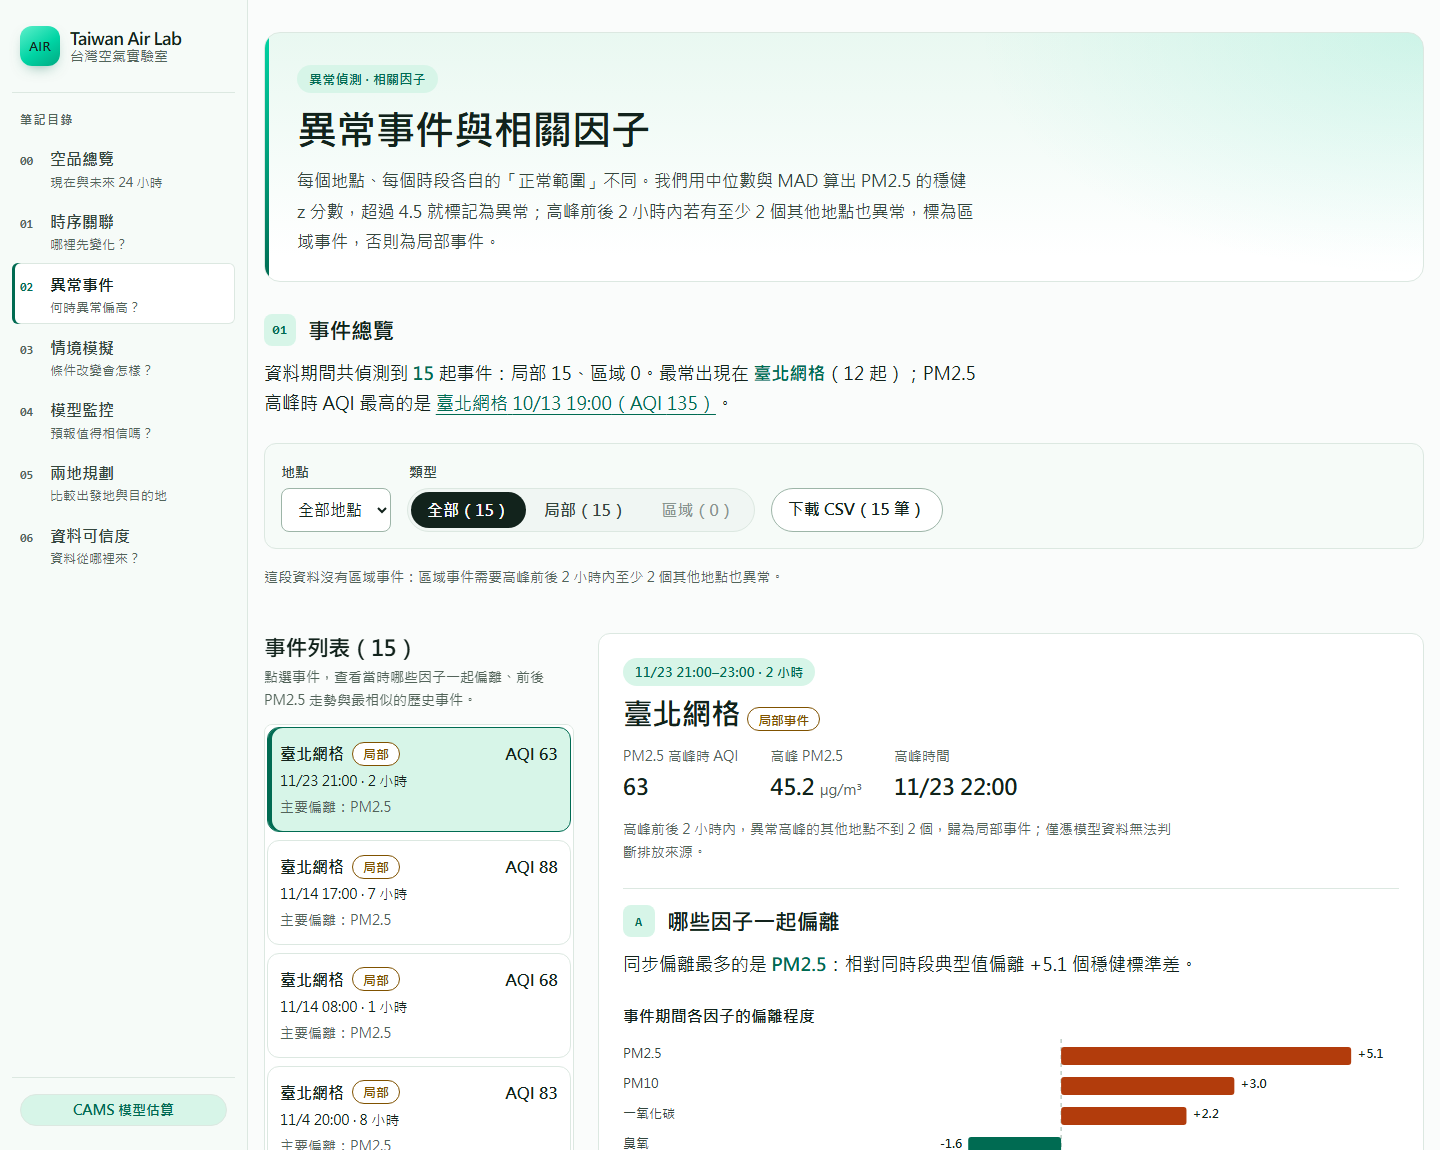 AIR
Taiwan Air Lab
台灣空氣實驗室
筆記目錄
00 空品總覽
現在與未來 24 小時
01 時序關聯
哪裡先變化？
02 異常事件
何時異常偏高？
03 情境模擬
條件改變會怎樣？
04 模型監控
預報值得相信嗎？
05 兩地規劃
比較出發地與目的地
06 資料可信度
資料從哪裡來？
CAMS 模型估算
異常偵測 · 相關因子
異常事件與相關因子
每個地點、每個時段各自的「正常範圍」不同。我們用中位數與 MAD 算出 PM2.5 的穩健
z 分數，超過 4.5 就標記為異常；高峰前後 2 小時內若有至少 2 個其他地點也異常，標為區
域事件，否則為局部事件。
01 事件總覽
資料期間共偵測到 15 起事件：局部 15、區域 0。最常出現在 臺北網格（12 起）；PM2.5
高峰時 AQI 最高的是 臺北網格 10/13 19:00（AQI 135）。
地點 類型
全部地點 全部（15） 局部（15） 區域（0） 下載 CSV（15 筆）
這段資料沒有區域事件：區域事件需要高峰前後 2 小時內至少 2 個其他地點也異常。
事件列表（15）
點選事件，查看當時哪些因子一起偏離、前後
PM2.5 走勢與最相似的歷史事件。
臺北網格 局部 AQI 63
11/23 21:00 · 2 小時
主要偏離：PM2.5
臺北網格 局部 AQI 88
11/14 17:00 · 7 小時
主要偏離：PM2.5
臺北網格 局部 AQI 68
11/14 08:00 · 1 小時
主要偏離：PM2.5
臺北網格 局部 AQI 83
11/4 20:00 · 8 小時
主要偏離：PM2.5
11/23 21:00–23:00 · 2 小時
臺北網格 局部事件
PM2.5 高峰時 AQI 高峰 PM2.5 高峰時間
63 45.2 μg/m³ 11/23 22:00
高峰前後 2 小時內，異常高峰的其他地點不到 2 個，歸為局部事件；僅憑模型資料無法判
斷排放來源。
A 哪些因子一起偏離
同步偏離最多的是 PM2.5：相對同時段典型值偏離 +5.1 個穩健標準差。
事件期間各因子的偏離程度
PM2.5 +5.1
PM10 +3.0
一氧化碳 +2.2
臭氧 -1.6